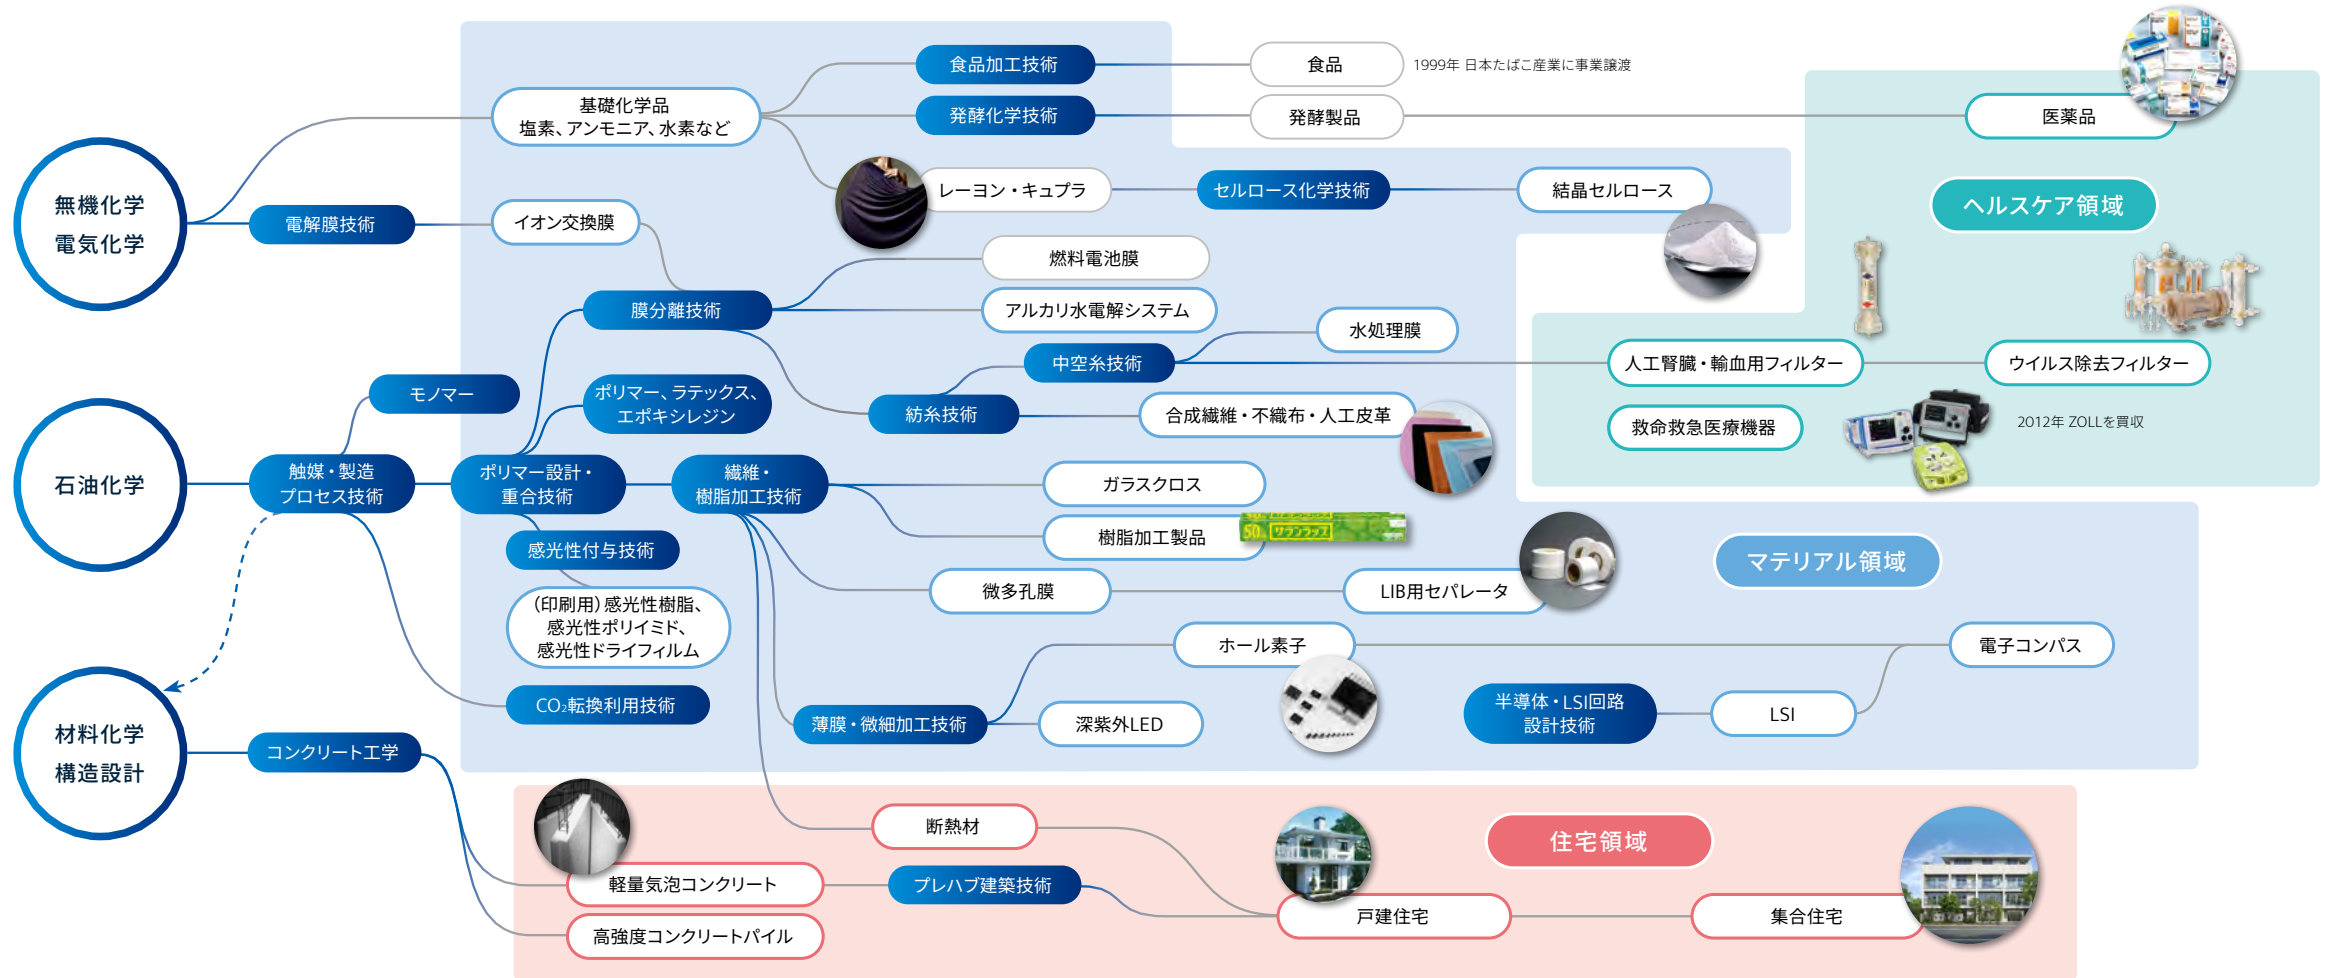 食品加工技術
食品
1999年 日本たばこ産業に事業譲渡
基礎化学品
塩素、アンモニア、水素など
発酵化学技術
発酵製品
医薬品
無機化学
電気化学
レーヨン・キュプラ
セルロース化学技術
結晶セルロース
ヘルスケア領域
電解膜技術
イオン交換膜
燃料電池膜
膜分離技術
アルカリ水電解システム
水処理膜
中空糸技術
人工腎臓・輸血用フィルター
ウイルス除去フィルター
モノマー
ポリマー、ラテックス、
エポキシレジン
紡糸技術
合成繊維・不織布・人工皮革
救命救急医療機器
2012年 ZOLLを買収
石油化学
触媒・製造
プロセス技術
ポリマー設計・
重合技術
繊維・
樹脂加工技術
ガラスクロス
感光性付与技術
樹脂加工製品
50
サランラップ
マテリアル領域
(印刷用)感光性樹脂、
感光性ポリイミド、
感光性ドライフィルム
微多孔膜
LIB用セパレータ
ホール素子
電子コンパス
CO₂転換利用技術
薄膜・微細加工技術
深紫外LED
半導体・LSI回路
設計技術
LSI
材料化学
構造設計
コンクリート工学
断熱材
住宅領域
軽量気泡コンクリート
プレハブ建築技術
戸建住宅
集合住宅
高強度コンクリートパイル